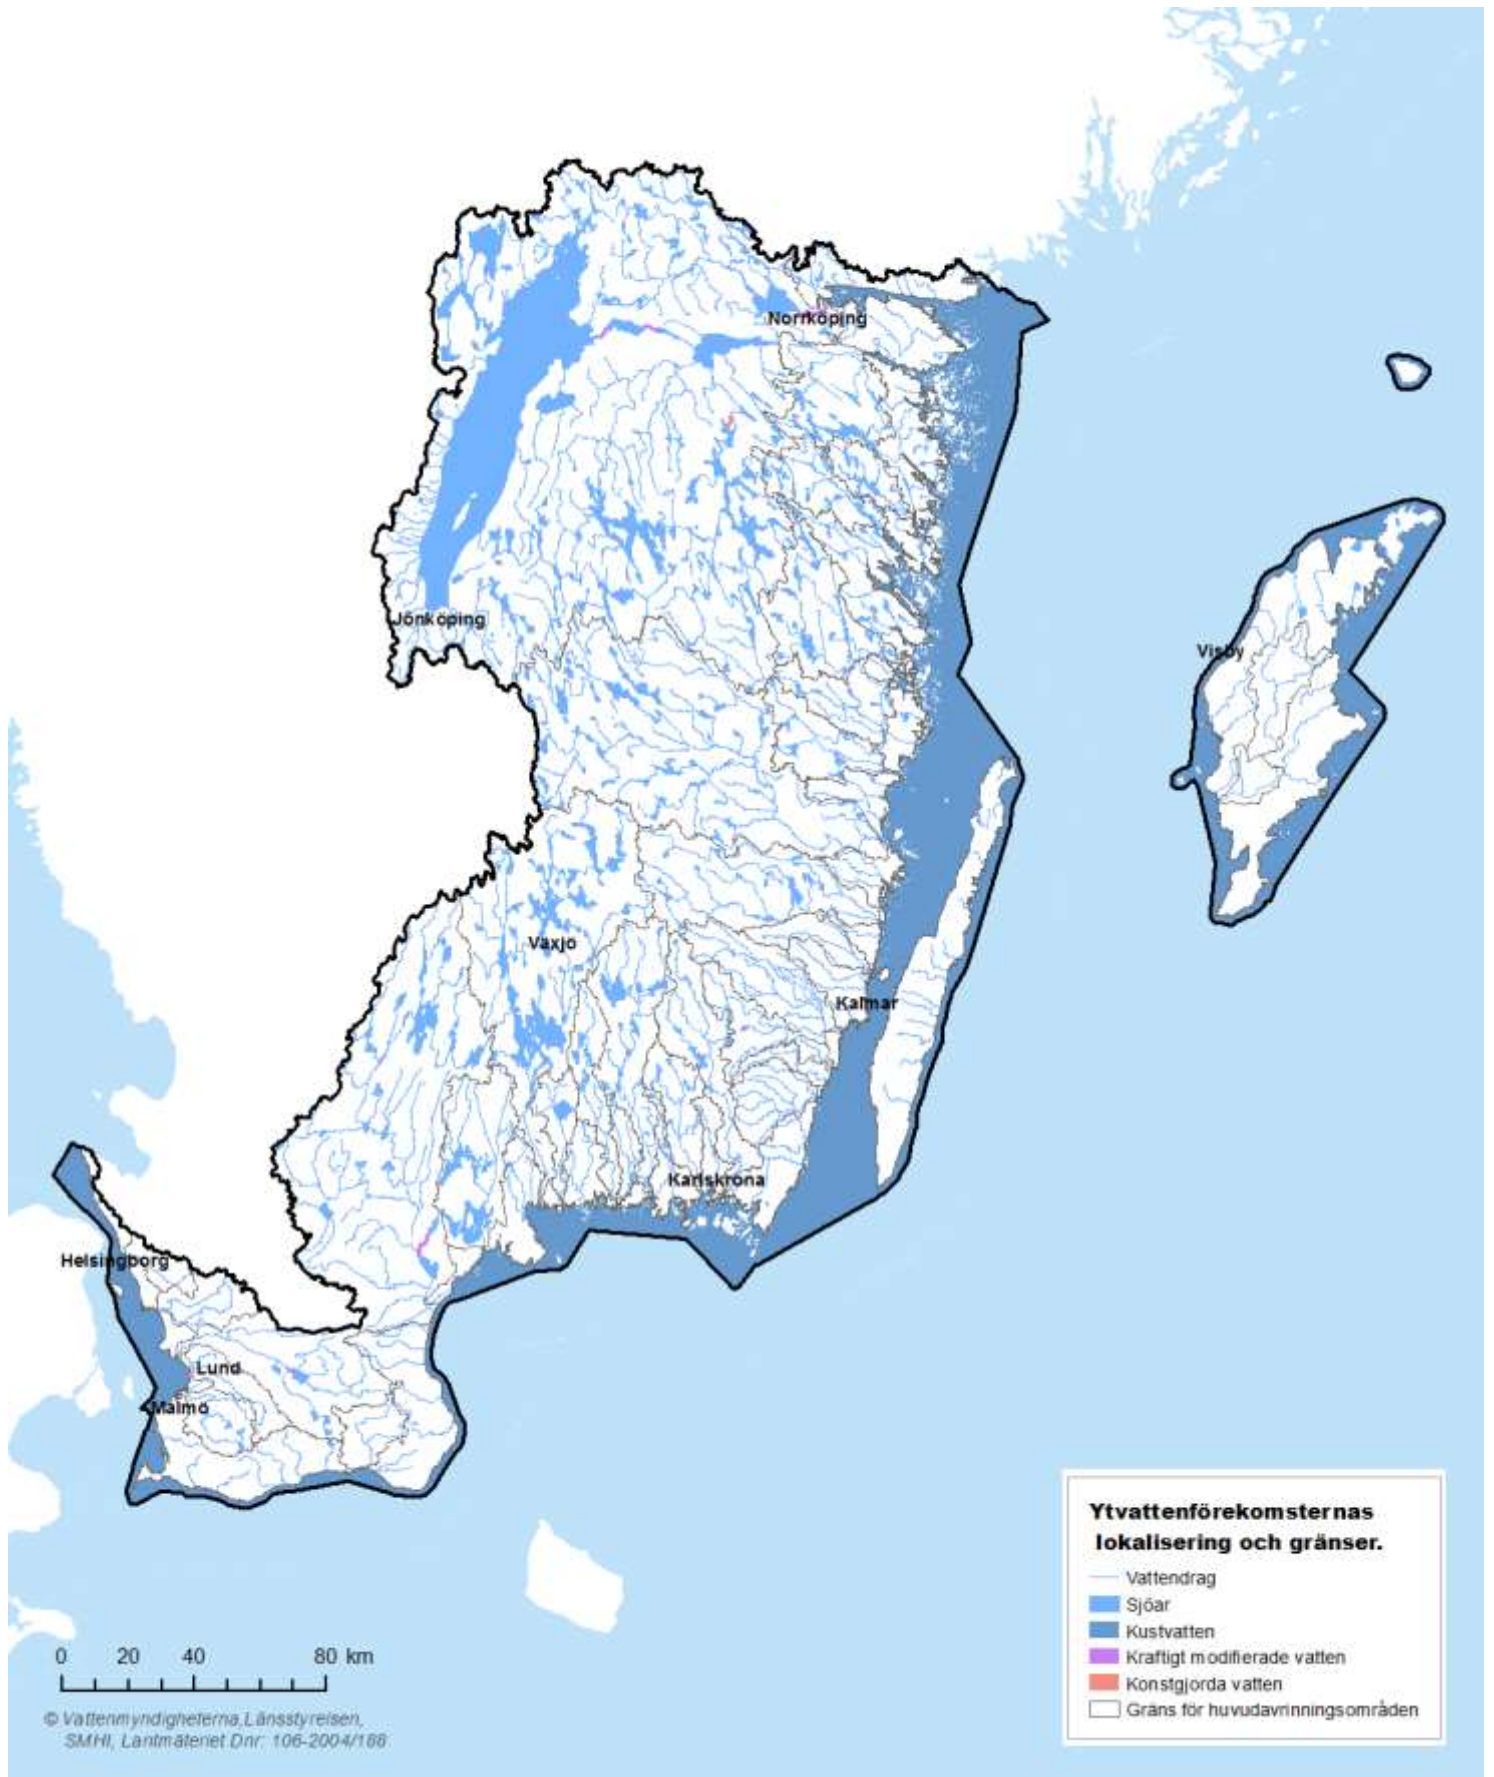 Norrköping
Jönköping
Visby
Växjö
Kalmar
Karlskrona
Helsingborg
Lund
Malmö
Ytvattenförekomsternas
lokalisering och gränser.
Vattendrag
Sjöar
Kustvatten
Kraftigt modifierade vatten
Konstgjorda vatten
Gräns för huvudavrinningsområden
0 20 40 80 km
© Vattenmyndigheterna,Länsstyrelsen,
SMHI, Lantmäteriet Dnr: 106-2004/188